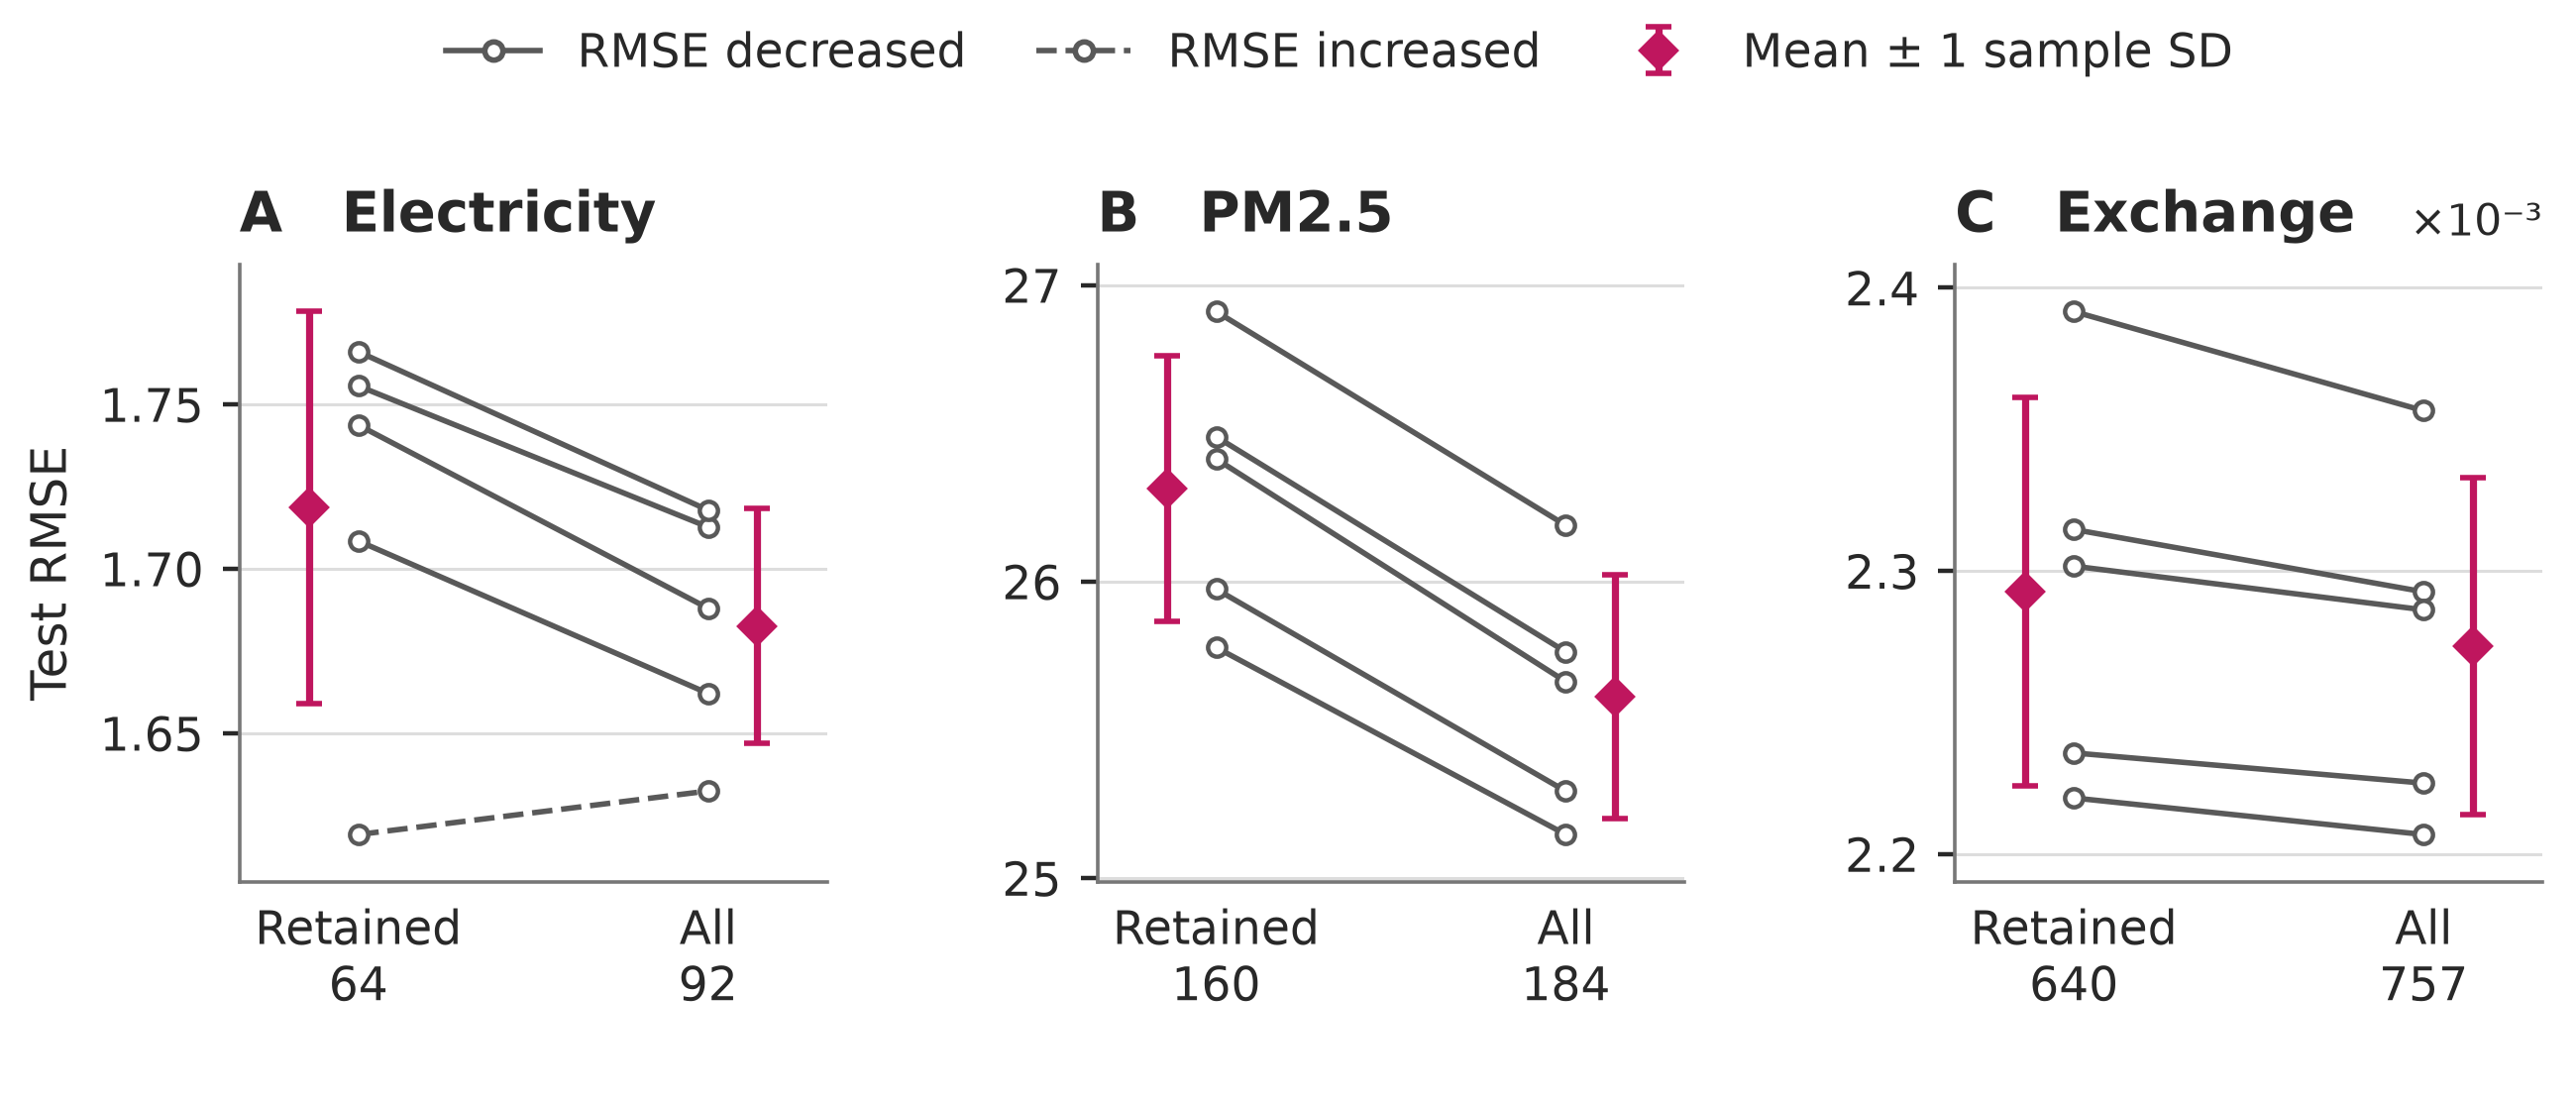 RMSE decreased RMSE increased Mean ± 1 sample SD
A Electricity
Test RMSE
1.75
1.70
1.65
Retained All
64 92
B PM2.5
27
26
25
Retained All
160 184
C Exchange ×10⁻³
2.4
2.3
2.2
Retained All
640 757